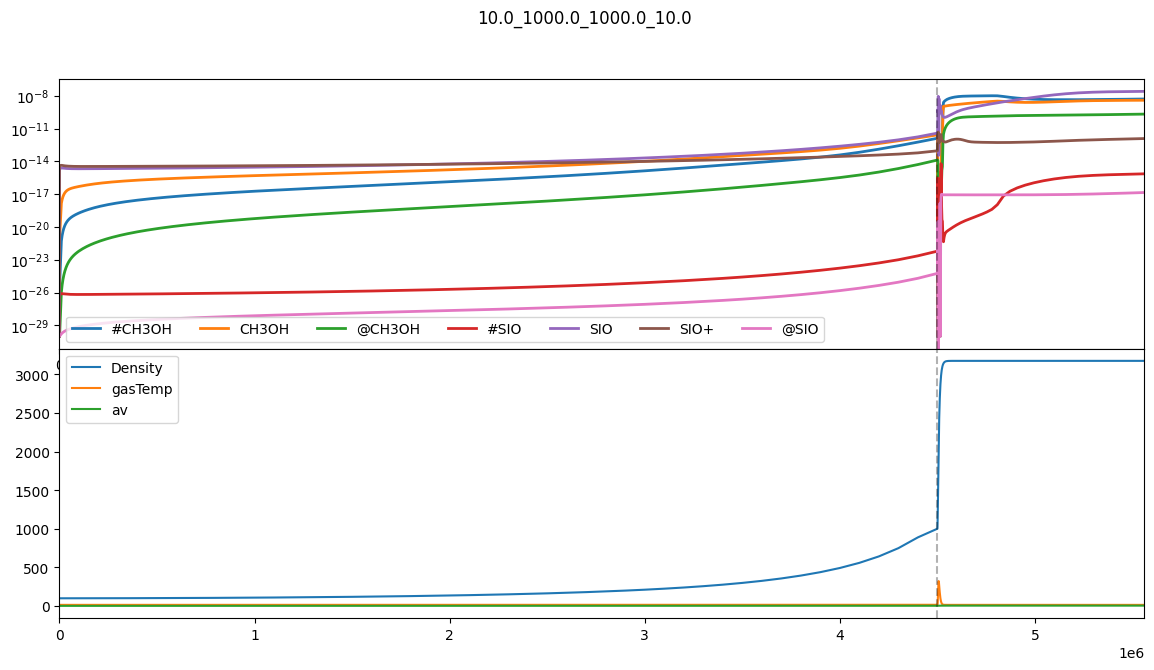 10.0_1000.0_1000.0_10.0
10⁻⁸
10⁻¹¹
10⁻¹⁴
10⁻¹⁷
10⁻²⁰
10⁻²³
10⁻²⁶
10⁻²⁹
#CH3OH CH3OH @CH3OH #SIO SIO SIO+ @SIO
Density
gasTemp
av
3000
2500
2000
1500
1000
500
0
0 1 2 3 4 5
1e6